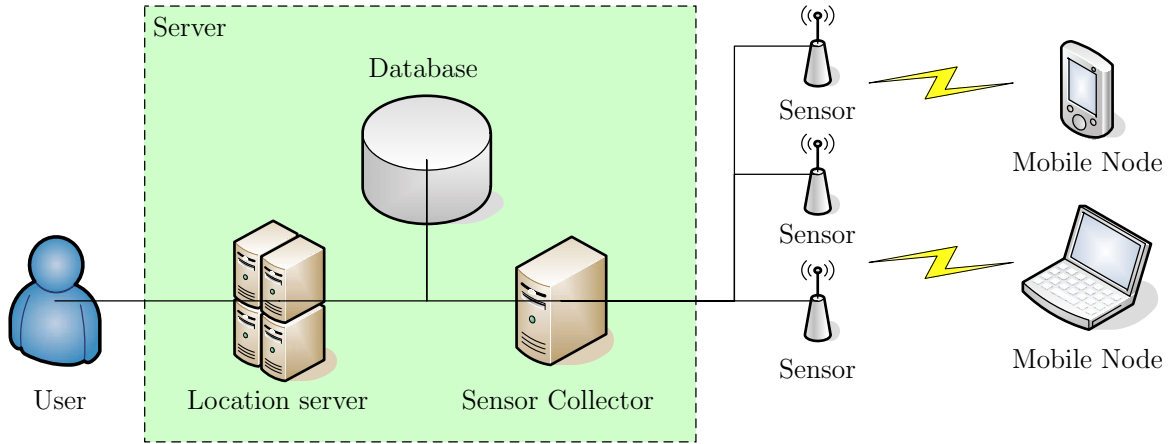 Server
Database
Sensor
Mobile Node
Sensor
User
Location server
Sensor Collector
Sensor
Mobile Node